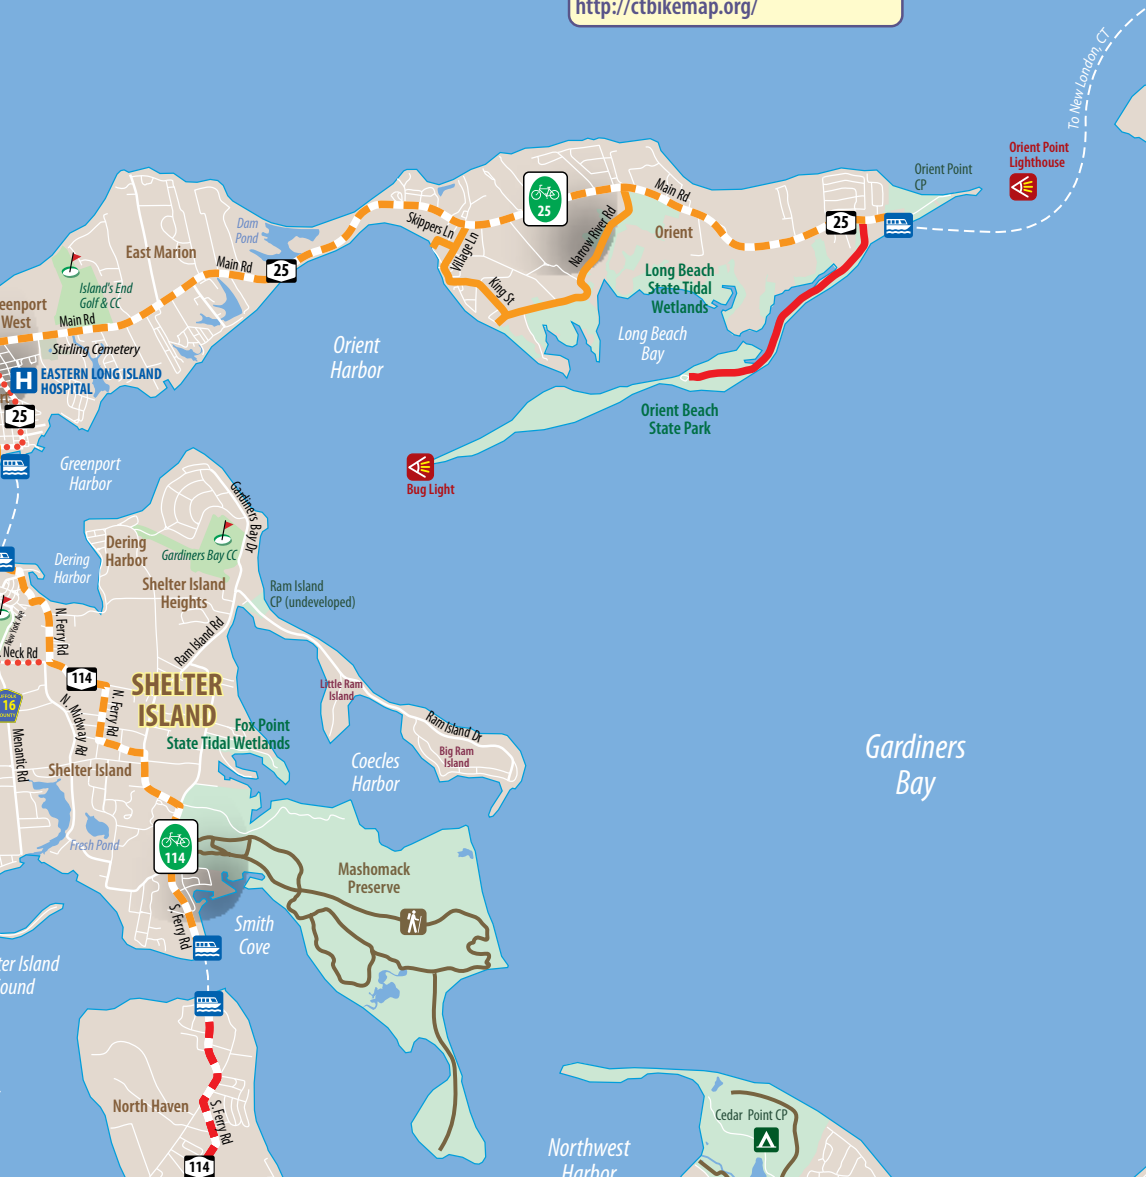 http://ctbikemap.org/
To New London, CT
Orient Point
Lighthouse
Orient Point
CP
25
Main Rd
25
Skippers Ln
Village Ln
Narrow River Rd
Orient
King St
Long Beach
State Tidal
Wetlands
Long Beach
Bay
Dam
Pond
East Marion
Main Rd
25
Island's End
Golf & CC
eenport
West
Main Rd
Stirling Cemetery
Orient
Harbor
H
EASTERN LONG ISLAND
HOSPITAL
25
Orient Beach
State Park
Bug Light
Greenport
Harbor
Gardiners Bay Dr
Dering
Harbor
Gardiners Bay CC
Dering
Harbor
Shelter Island
Heights
Ram Island
CP (undeveloped)
New York Ave
N. Ferry Rd
Neck Rd
Ram Island Rd
114
SHELTER
ISLAND
SUFFOLK
16
COUNTY
N. Ferry Rd
N. Midway Rd
Menantic Rd
Little Ram
Island
Ram Island Dr
Big Ram
Island
Fox Point
State Tidal Wetlands
Coecles
Harbor
Gardiners
Bay
Shelter Island
Fresh Pond
114
Mashomack
Preserve
S. Ferry Rd
Smith
Cove
ter Island
ound
North Haven
S. Ferry Rd
114
Cedar Point CP
Northwest
Harbor